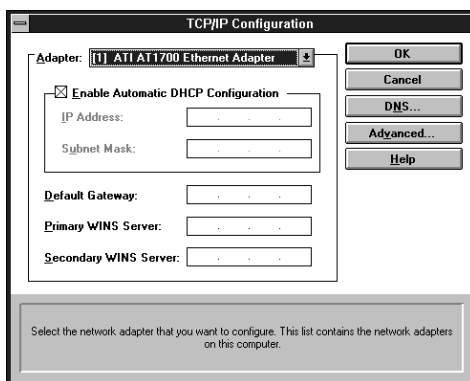 TCP/IP Configuration
Adapter: [1] ATI AT1700 Ethernet Adapter
Enable Automatic DHCP Configuration
IP Address: . . .
Subnet Mask: . . .
Default Gateway: . . .
Primary WINS Server: . . .
Secondary WINS Server: . . .
OK
Cancel
DNS...
Advanced...
Help
Select the network adapter that you want to configure. This list contains the network adapters
on this computer.